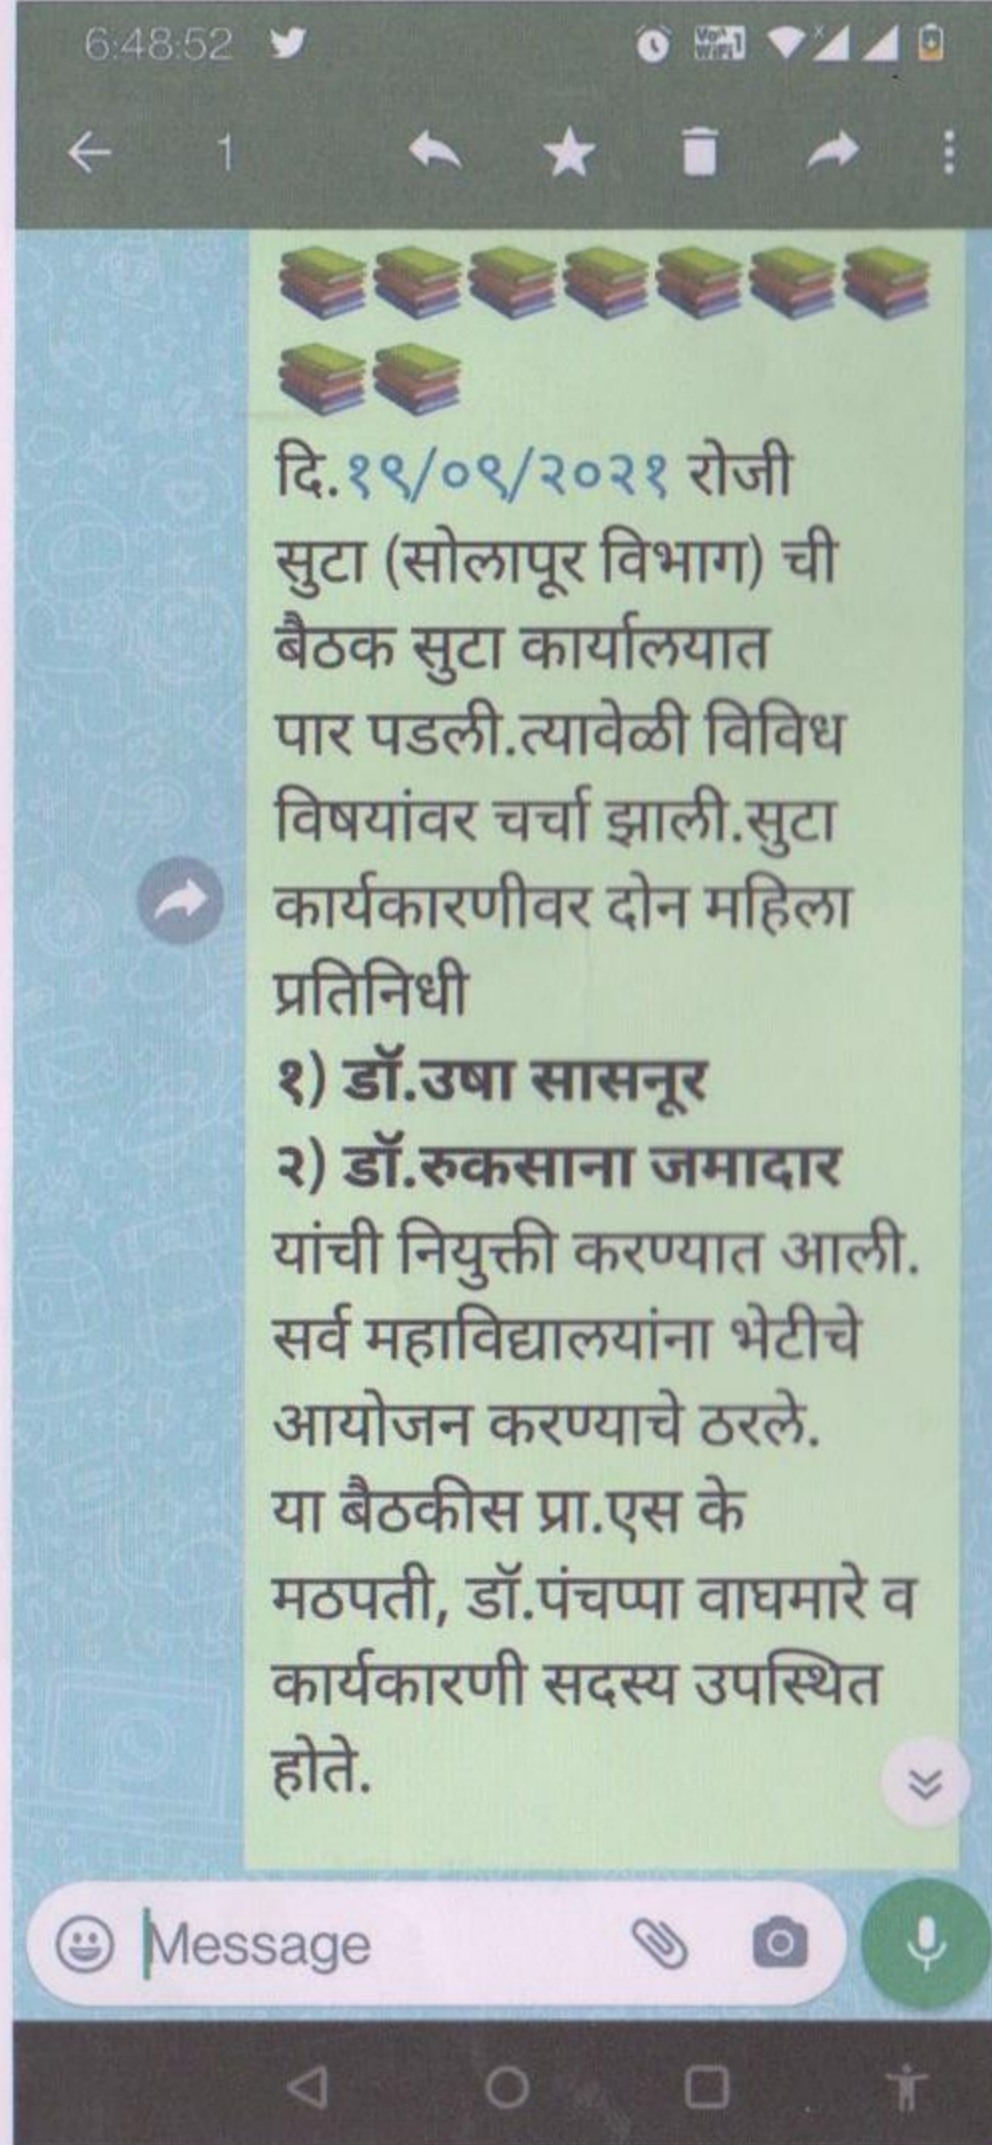 6:48:52
1
दि.१९/०९/२०२१ रोजी
सुटा (सोलापूर विभाग) ची
बैठक सुटा कार्यालयात
पार पडली.त्यावेळी विविध
विषयांवर चर्चा झाली.सुटा
कार्यकारणीवर दोन महिला
प्रतिनिधी
१) डॉ.उषा सासनूर
२) डॉ.रुकसाना जमादार
यांची नियुक्ती करण्यात आली.
सर्व महाविद्यालयांना भेटीचे
आयोजन करण्याचे ठरले.
या बैठकीस प्रा.एस के
मठपती, डॉ.पंचप्पा वाघमारे व
कार्यकारणी सदस्य उपस्थित
होते.
Message